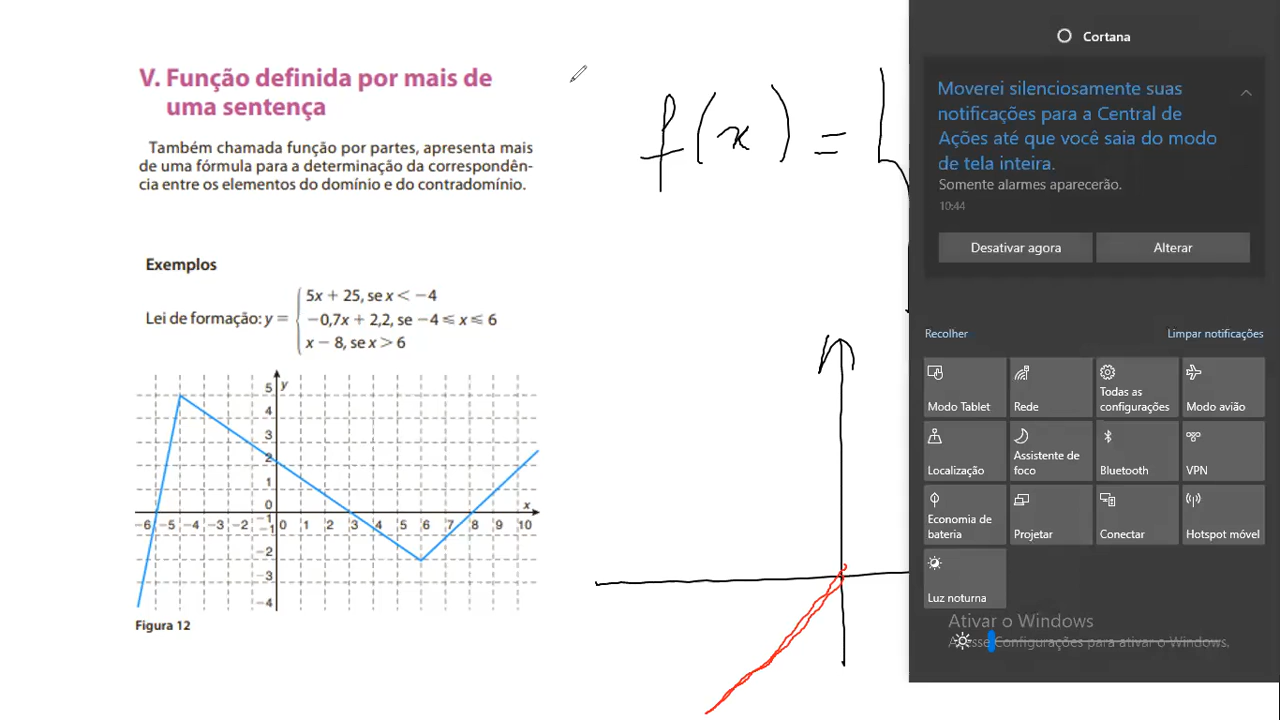 V. Função definida por mais de
uma sentença
Também chamada função por partes, apresenta mais
de uma fórmula para a determinação da correspondên-
cia entre os elementos do domínio e do contradomínio.
Exemplos
Lei de formação: y =
5x + 25, se x < −4
−0,7x + 2,2, se −4 ⩽ x ⩽ 6
x − 8, se x > 6
y
5
4
3
2
1
0
−1
−1
−2
−3
−4
x
−6 −5 −4 −3 −2 0 1 2 3 4 5 6 7 8 9 10
Figura 12
f(x) =
Cortana
Moverei silenciosamente suas
notificações para a Central de
Ações até que você saia do modo
de tela inteira.
Somente alarmes aparecerão.
10:44
Desativar agora
Alterar
Recolher
Limpar notificações
Modo Tablet
Rede
Todas as
configurações
Modo avião
Localização
Assistente de
foco
Bluetooth
VPN
Economia de
bateria
Projetar
Conectar
Hotspot móvel
Luz noturna
Ativar o Windows
Acesse Configurações para ativar o Windows.